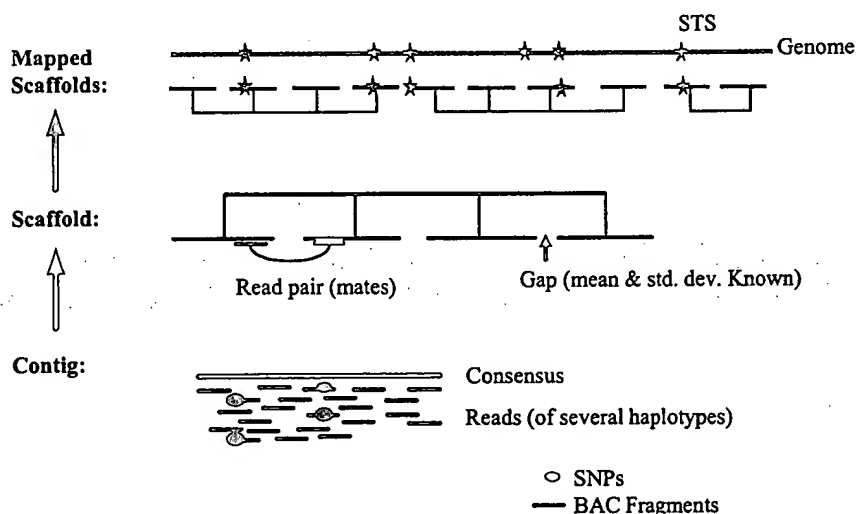 STS
Genome
Mapped
Scaffolds:
Scaffold:
Read pair (mates)
Gap (mean & std. dev. Known)
Contig:
Consensus
Reads (of several haplotypes)
SNPs
BAC Fragments